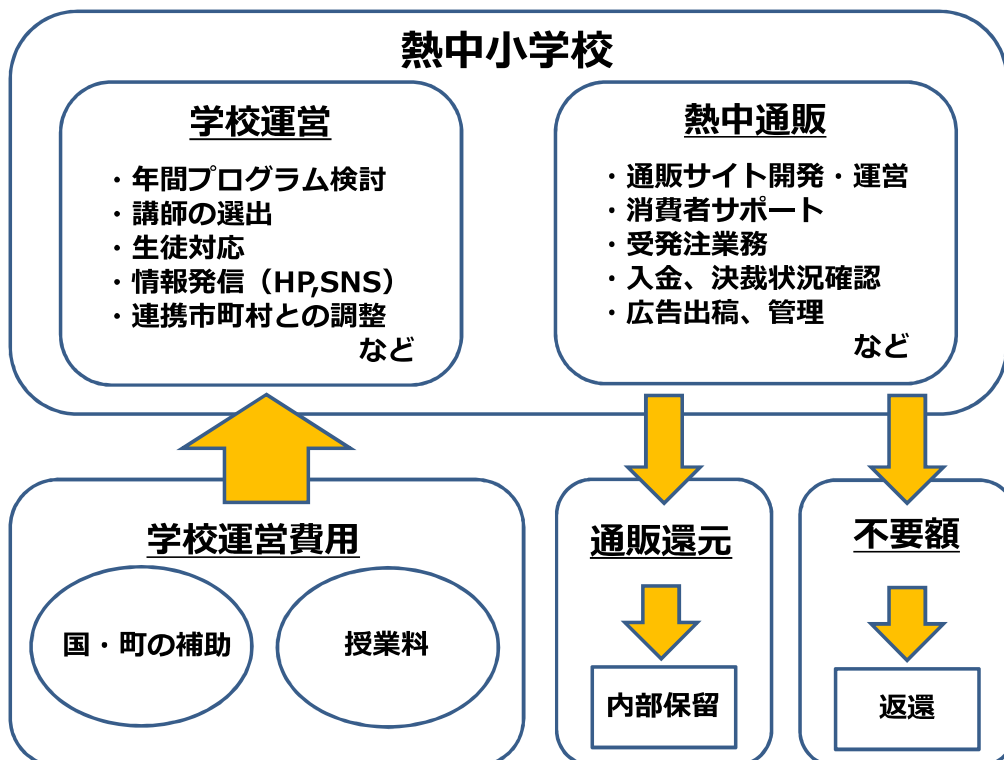 熱中小学校
学校運営
・年間プログラム検討
・講師の選出
・生徒対応
・情報発信（HP,SNS）
・連携市町村との調整
など
熱中通販
・通販サイト開発・運営
・消費者サポート
・受発注業務
・入金、決裁状況確認
・広告出稿、管理
など
学校運営費用
国・町の補助
授業料
通販還元
内部保留
不要額
返還